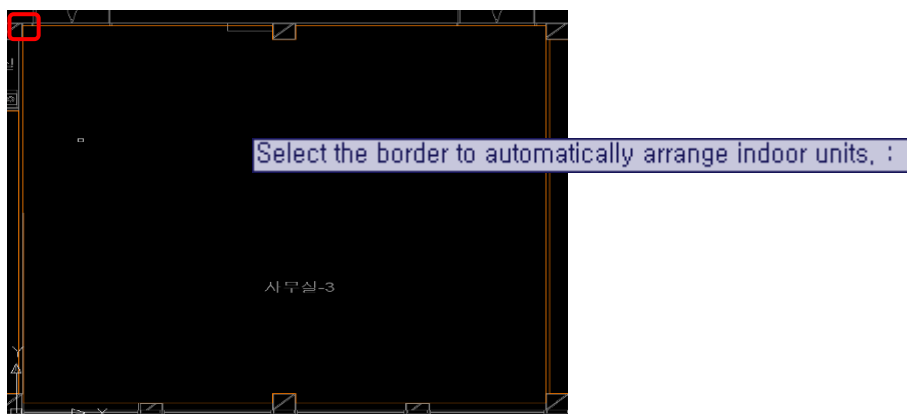 Select the border to automatically arrange indoor units, :
사무실-3
Y
X